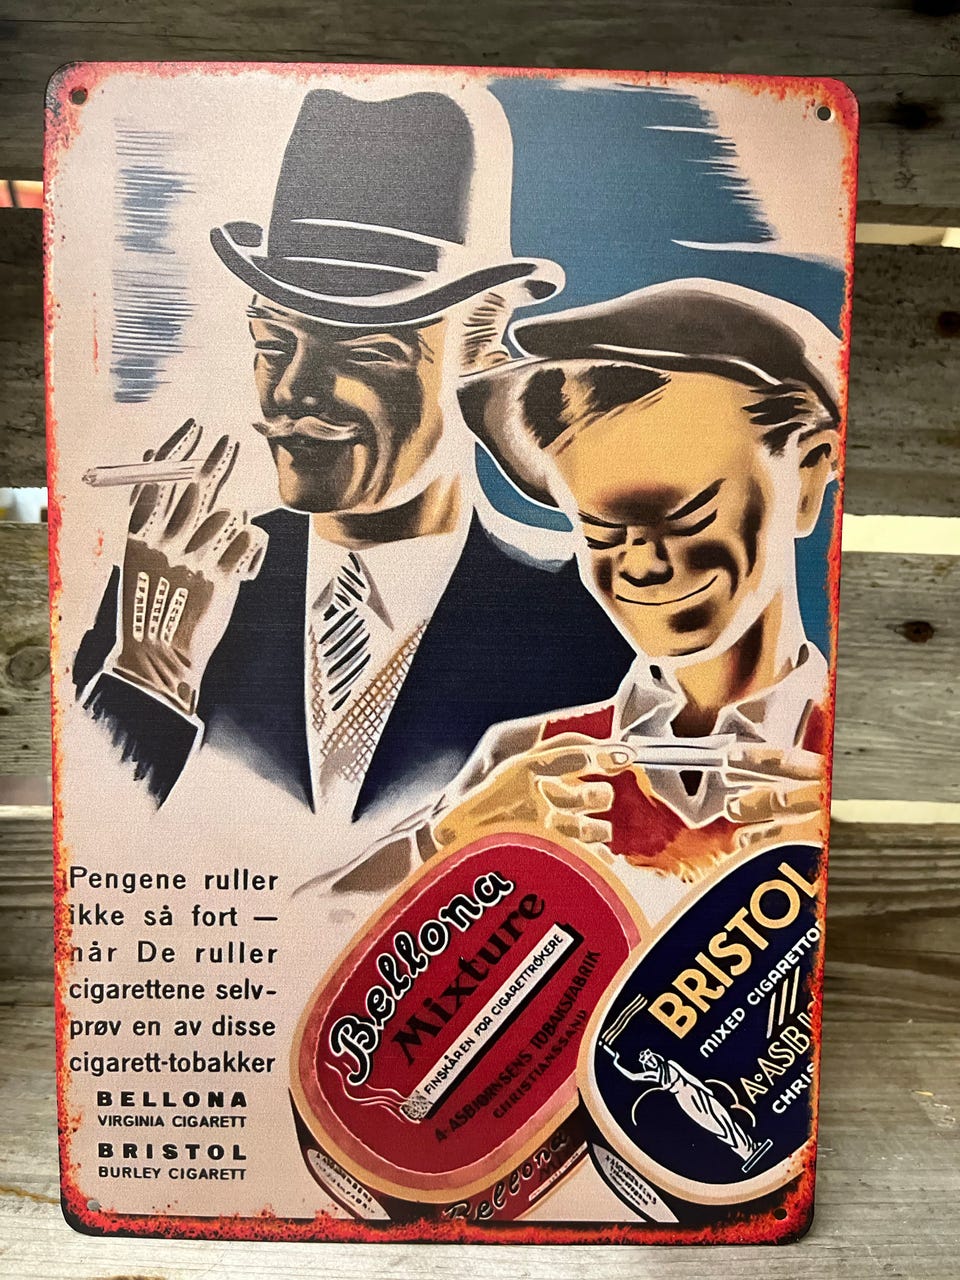 Pengene ruller
ikke så fort —
når De ruller
cigarettene selv-
prøv en av disse
cigarett-tobakker
BELLONA
VIRGINIA CIGARETT
BRISTOL
BURLEY CIGARETT
Bellona
Mixture
FINSKÅREN FOR CIGARETTRØKERE
A·ASBJØRNSENS TOBAKSFABRIK
CHRISTIANSSAND
Bellona
BRISTOL
MIXED CIGARETTO
A·ASBJ
CHRIS